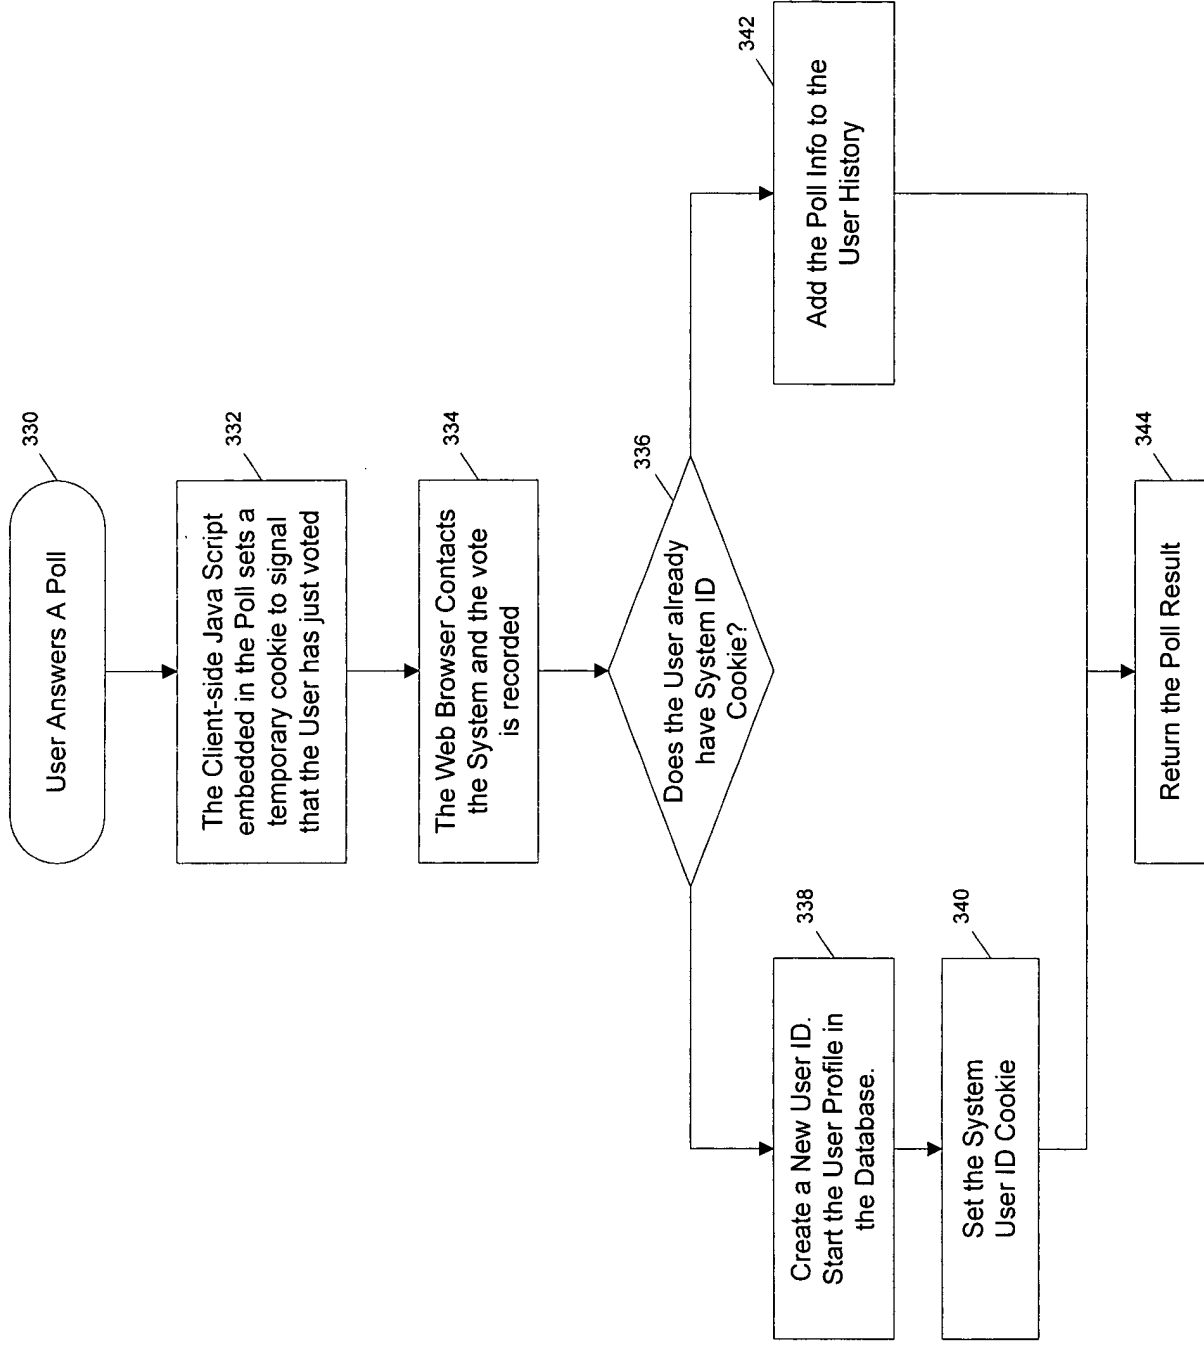 330
User Answers A Poll
332
The Client-side Java Script
embedded in the Poll sets a
temporary cookie to signal
that the User has just voted
334
The Web Browser Contacts
the System and the vote
is recorded
336
Does the User already
have System ID
Cookie?
338
Create a New User ID.
Start the User Profile in
the Database.
340
Set the System
User ID Cookie
342
Add the Poll Info to the
User History
344
Return the Poll Result